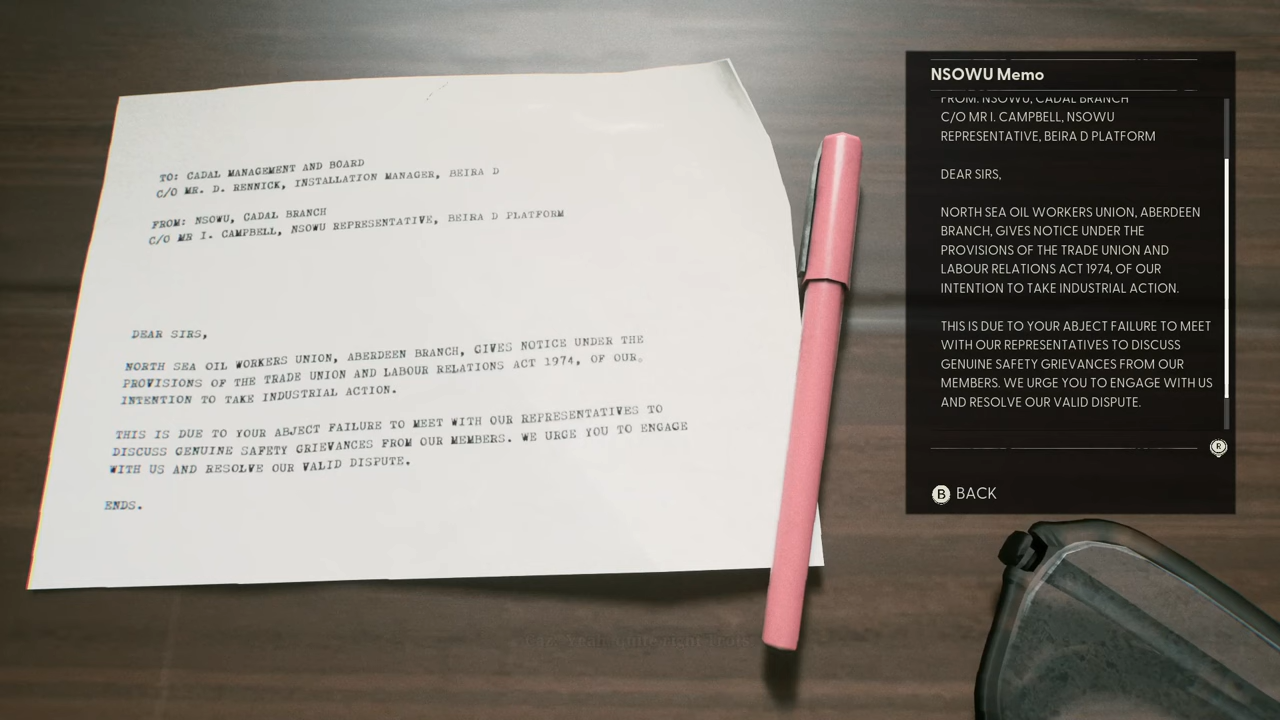 TO: CADAL MANAGEMENT AND BOARD
C/O MR. D. RENNICK, INSTALLATION MANAGER, BEIRA D
FROM: NSOWU, CADAL BRANCH
C/O MR I. CAMPBELL, NSOWU REPRESENTATIVE, BEIRA D PLATFORM
DEAR SIRS,
NORTH SEA OIL WORKERS UNION, ABERDEEN BRANCH, GIVES NOTICE UNDER THE
PROVISIONS OF THE TRADE UNION AND LABOUR RELATIONS ACT 1974, OF OUR
INTENTION TO TAKE INDUSTRIAL ACTION.
THIS IS DUE TO YOUR ABJECT FAILURE TO MEET WITH OUR REPRESENTATIVES TO
DISCUSS GENUINE SAFETY GRIEVANCES FROM OUR MEMBERS. WE URGE YOU TO ENGAGE
WITH US AND RESOLVE OUR VALID DISPUTE.
ENDS.
NSOWU Memo
FROM: NSOWU, CADAL BRANCH
C/O MR I. CAMPBELL, NSOWU
REPRESENTATIVE, BEIRA D PLATFORM
DEAR SIRS,
NORTH SEA OIL WORKERS UNION, ABERDEEN
BRANCH, GIVES NOTICE UNDER THE
PROVISIONS OF THE TRADE UNION AND
LABOUR RELATIONS ACT 1974, OF OUR
INTENTION TO TAKE INDUSTRIAL ACTION.
THIS IS DUE TO YOUR ABJECT FAILURE TO MEET
WITH OUR REPRESENTATIVES TO DISCUSS
GENUINE SAFETY GRIEVANCES FROM OUR
MEMBERS. WE URGE YOU TO ENGAGE WITH US
AND RESOLVE OUR VALID DISPUTE.
R
B BACK